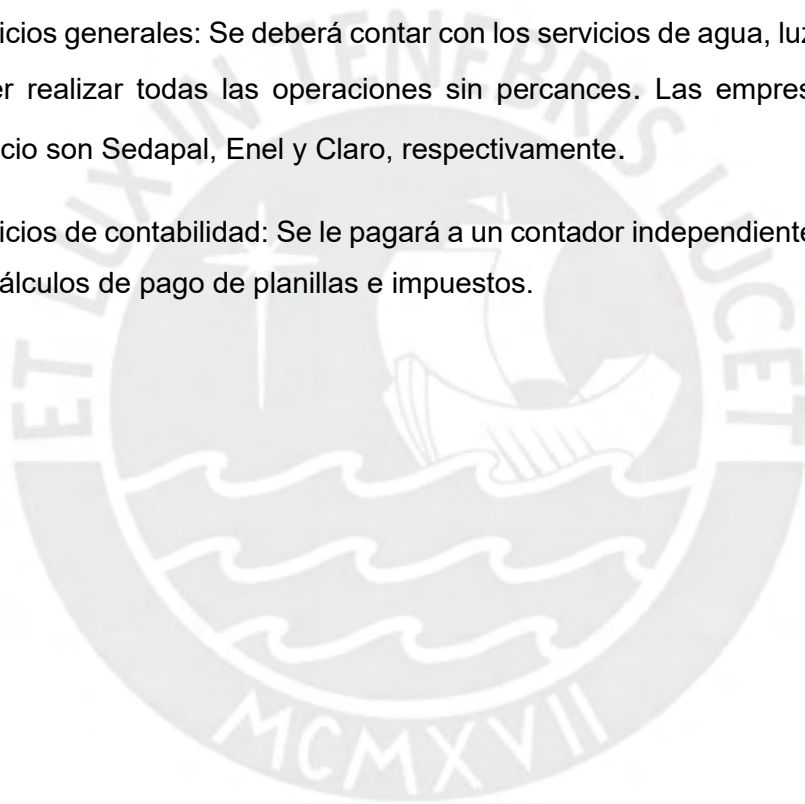 icios generales: Se deberá contar con los servicios de agua, luz
er realizar todas las operaciones sin percances. Las empres
icio son Sedapal, Enel y Claro, respectivamente.
icios de contabilidad: Se le pagará a un contador independiente
álculos de pago de planillas e impuestos.
ET LUX IN TENEBRIS LUCET
MCMXVII